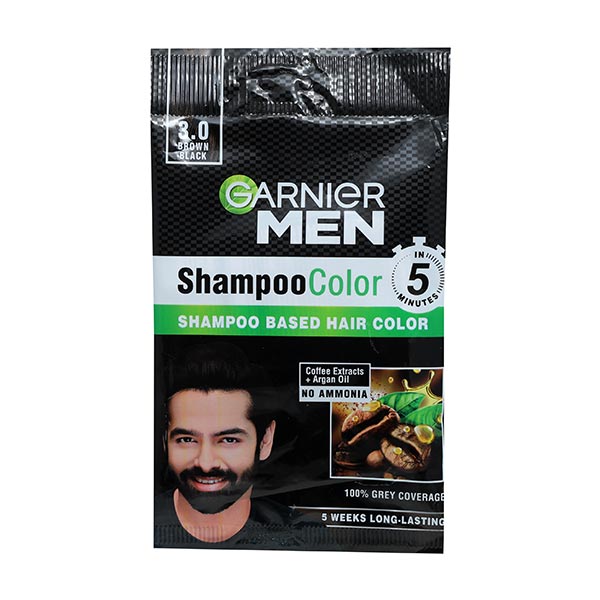 3.0
BROWN
BLACK
GARNIER
MEN
ShampooColor
IN
5
MINUTES
SHAMPOO BASED HAIR COLOR
Coffee Extracts
+ Argan Oil
NO AMMONIA
100% GREY COVERAGE
5 WEEKS LONG-LASTING